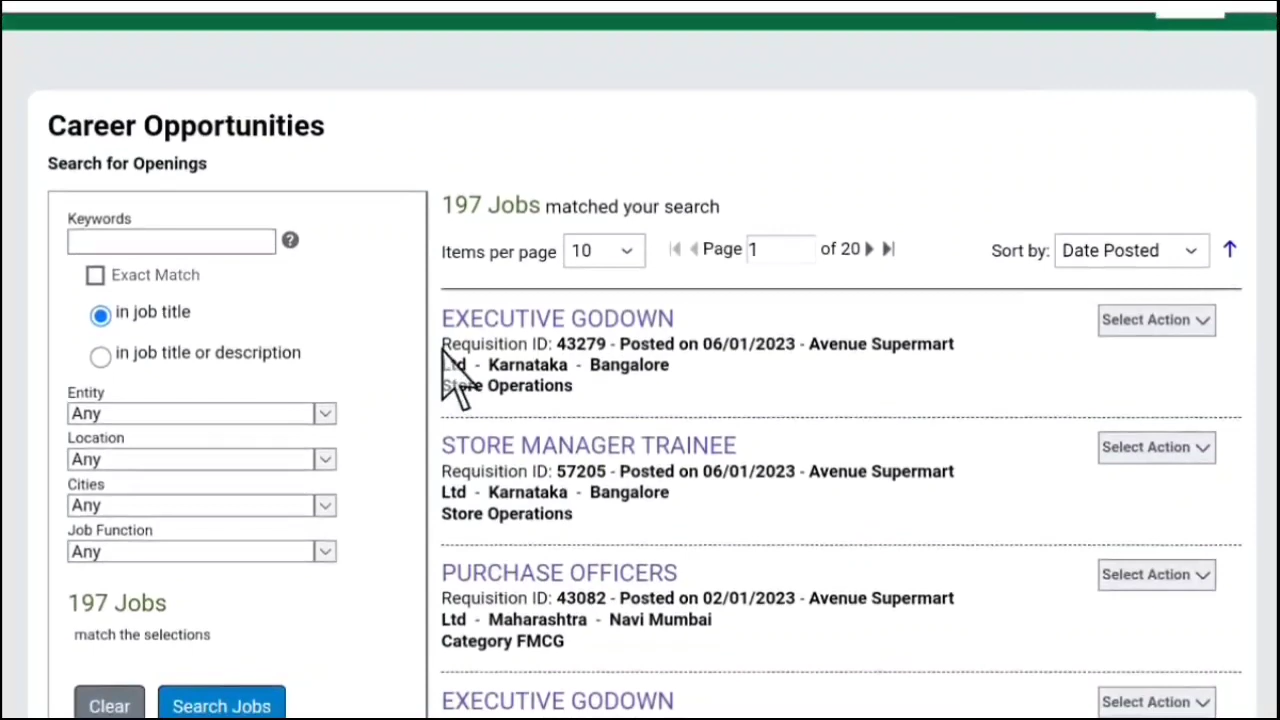 Career Opportunities
Search for Openings
Keywords
Exact Match
in job title
in job title or description
Entity
Any
Location
Any
Cities
Any
Job Function
Any
197 Jobs
match the selections
Clear
Search Jobs
197 Jobs matched your search
Items per page 10 Page 1 of 20 Sort by: Date Posted
EXECUTIVE GODOWN
Select Action
Requisition ID: 43279 - Posted on 06/01/2023 - Avenue Supermart
Ltd - Karnataka - Bangalore
Store Operations
STORE MANAGER TRAINEE
Select Action
Requisition ID: 57205 - Posted on 06/01/2023 - Avenue Supermart
Ltd - Karnataka - Bangalore
Store Operations
PURCHASE OFFICERS
Select Action
Requisition ID: 43082 - Posted on 02/01/2023 - Avenue Supermart
Ltd - Maharashtra - Navi Mumbai
Category FMCG
EXECUTIVE GODOWN
Select Action